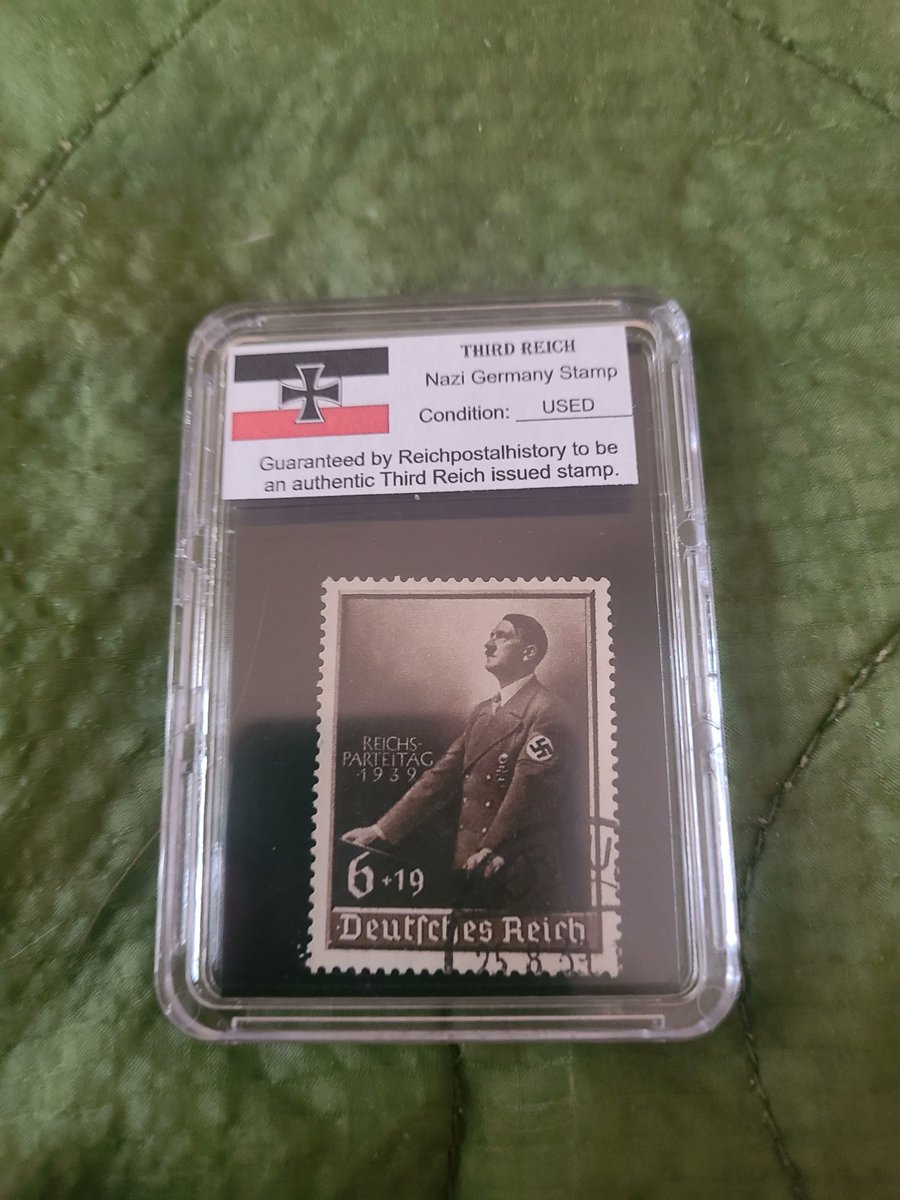 THIRD REICH
Nazi Germany Stamp
Condition: USED
Guaranteed by Reichpostalhistory to be
an authentic Third Reich issued stamp.
REICHS-
PARTEITAG
1939
6+19
Deutſches Reich